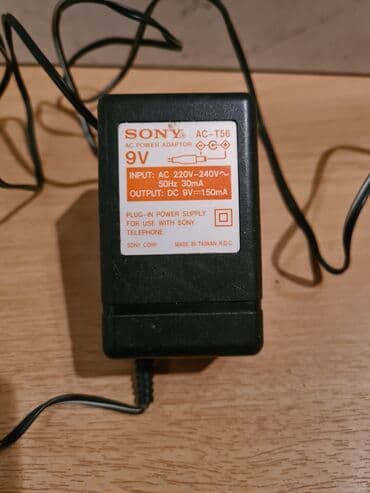 SONY AC-T56
AC POWER ADAPTOR
9V
INPUT: AC 220V~240V~
50Hz 30mA
OUTPUT: DC 9V⎓150mA
PLUG-IN POWER SUPPLY
FOR USE WITH SONY
TELEPHONE
SONY CORP. MADE IN TAIWAN R.O.C.